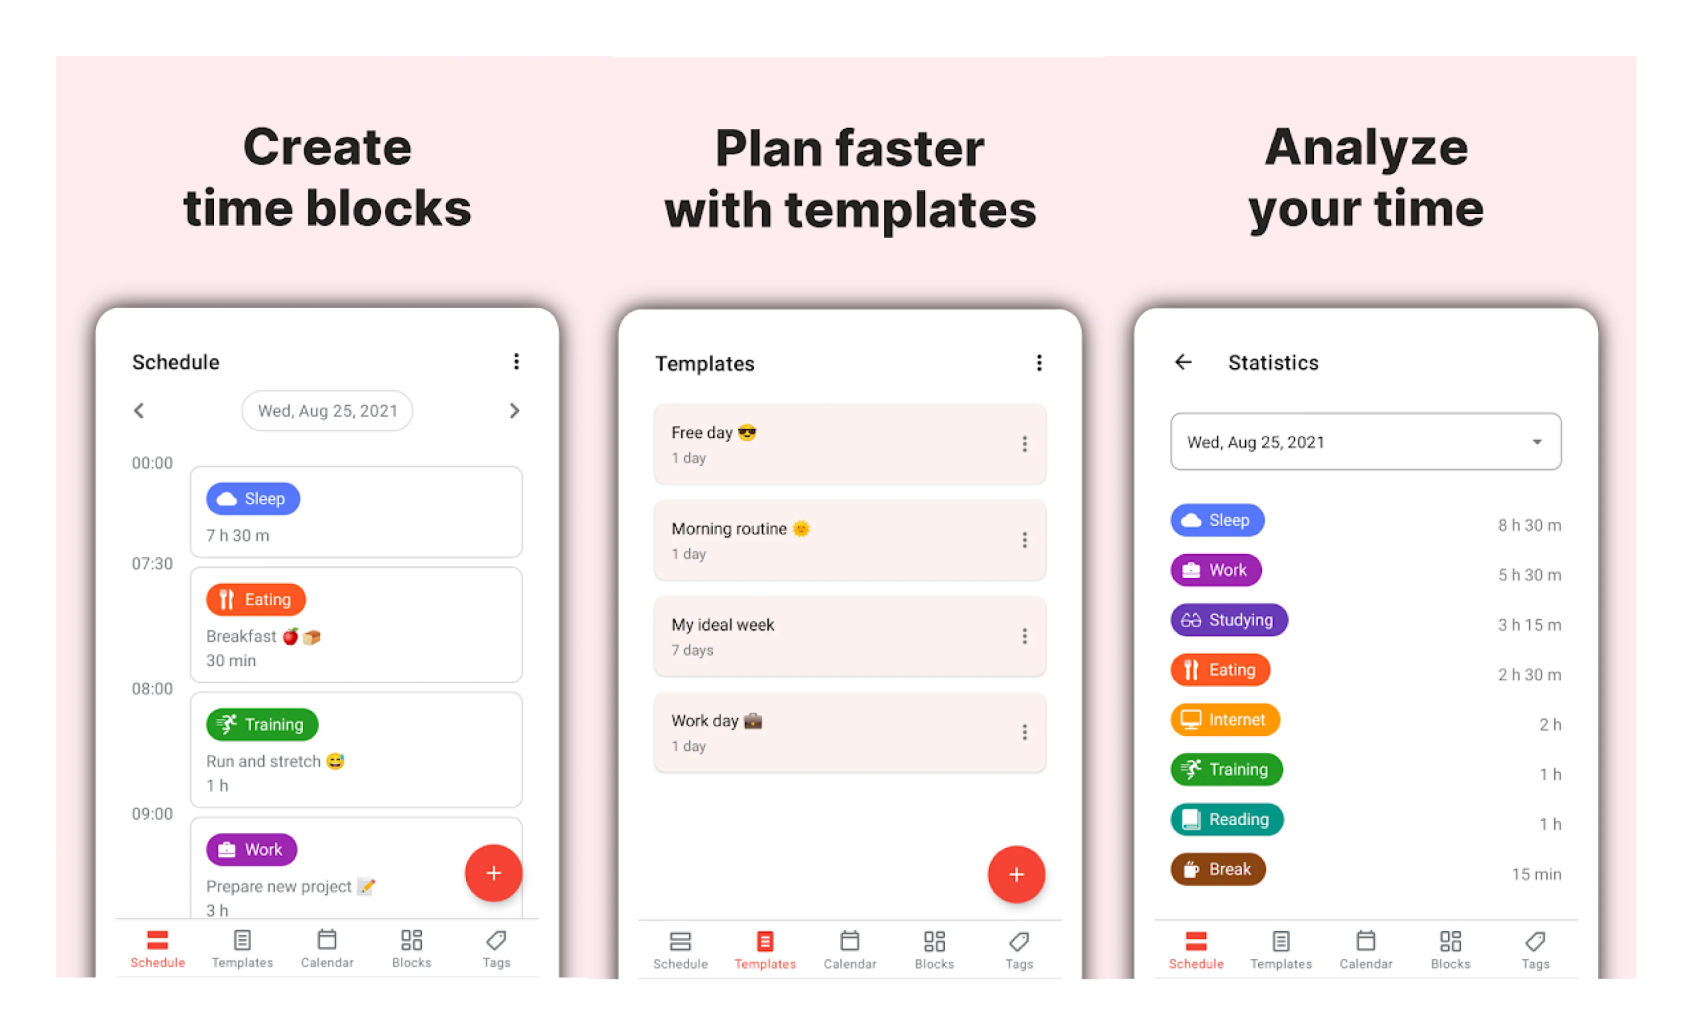 Create
time blocks
Schedule
Wed, Aug 25, 2021
00:00
Sleep
7 h 30 m
07:30
Eating
Breakfast 🍎🍞
30 min
08:00
Training
Run and stretch 😅
1 h
09:00
Work
Prepare new project 📝
3 h
+
Schedule Templates Calendar Blocks Tags
Plan faster
with templates
Templates
Free day 😎
1 day
Morning routine 🌞
1 day
My ideal week
7 days
Work day 💼
1 day
+
Schedule Templates Calendar Blocks Tags
Analyze
your time
Statistics
Wed, Aug 25, 2021
Sleep 8 h 30 m
Work 5 h 30 m
Studying 3 h 15 m
Eating 2 h 30 m
Internet 2 h
Training 1 h
Reading 1 h
Break 15 min
Schedule Templates Calendar Blocks Tags